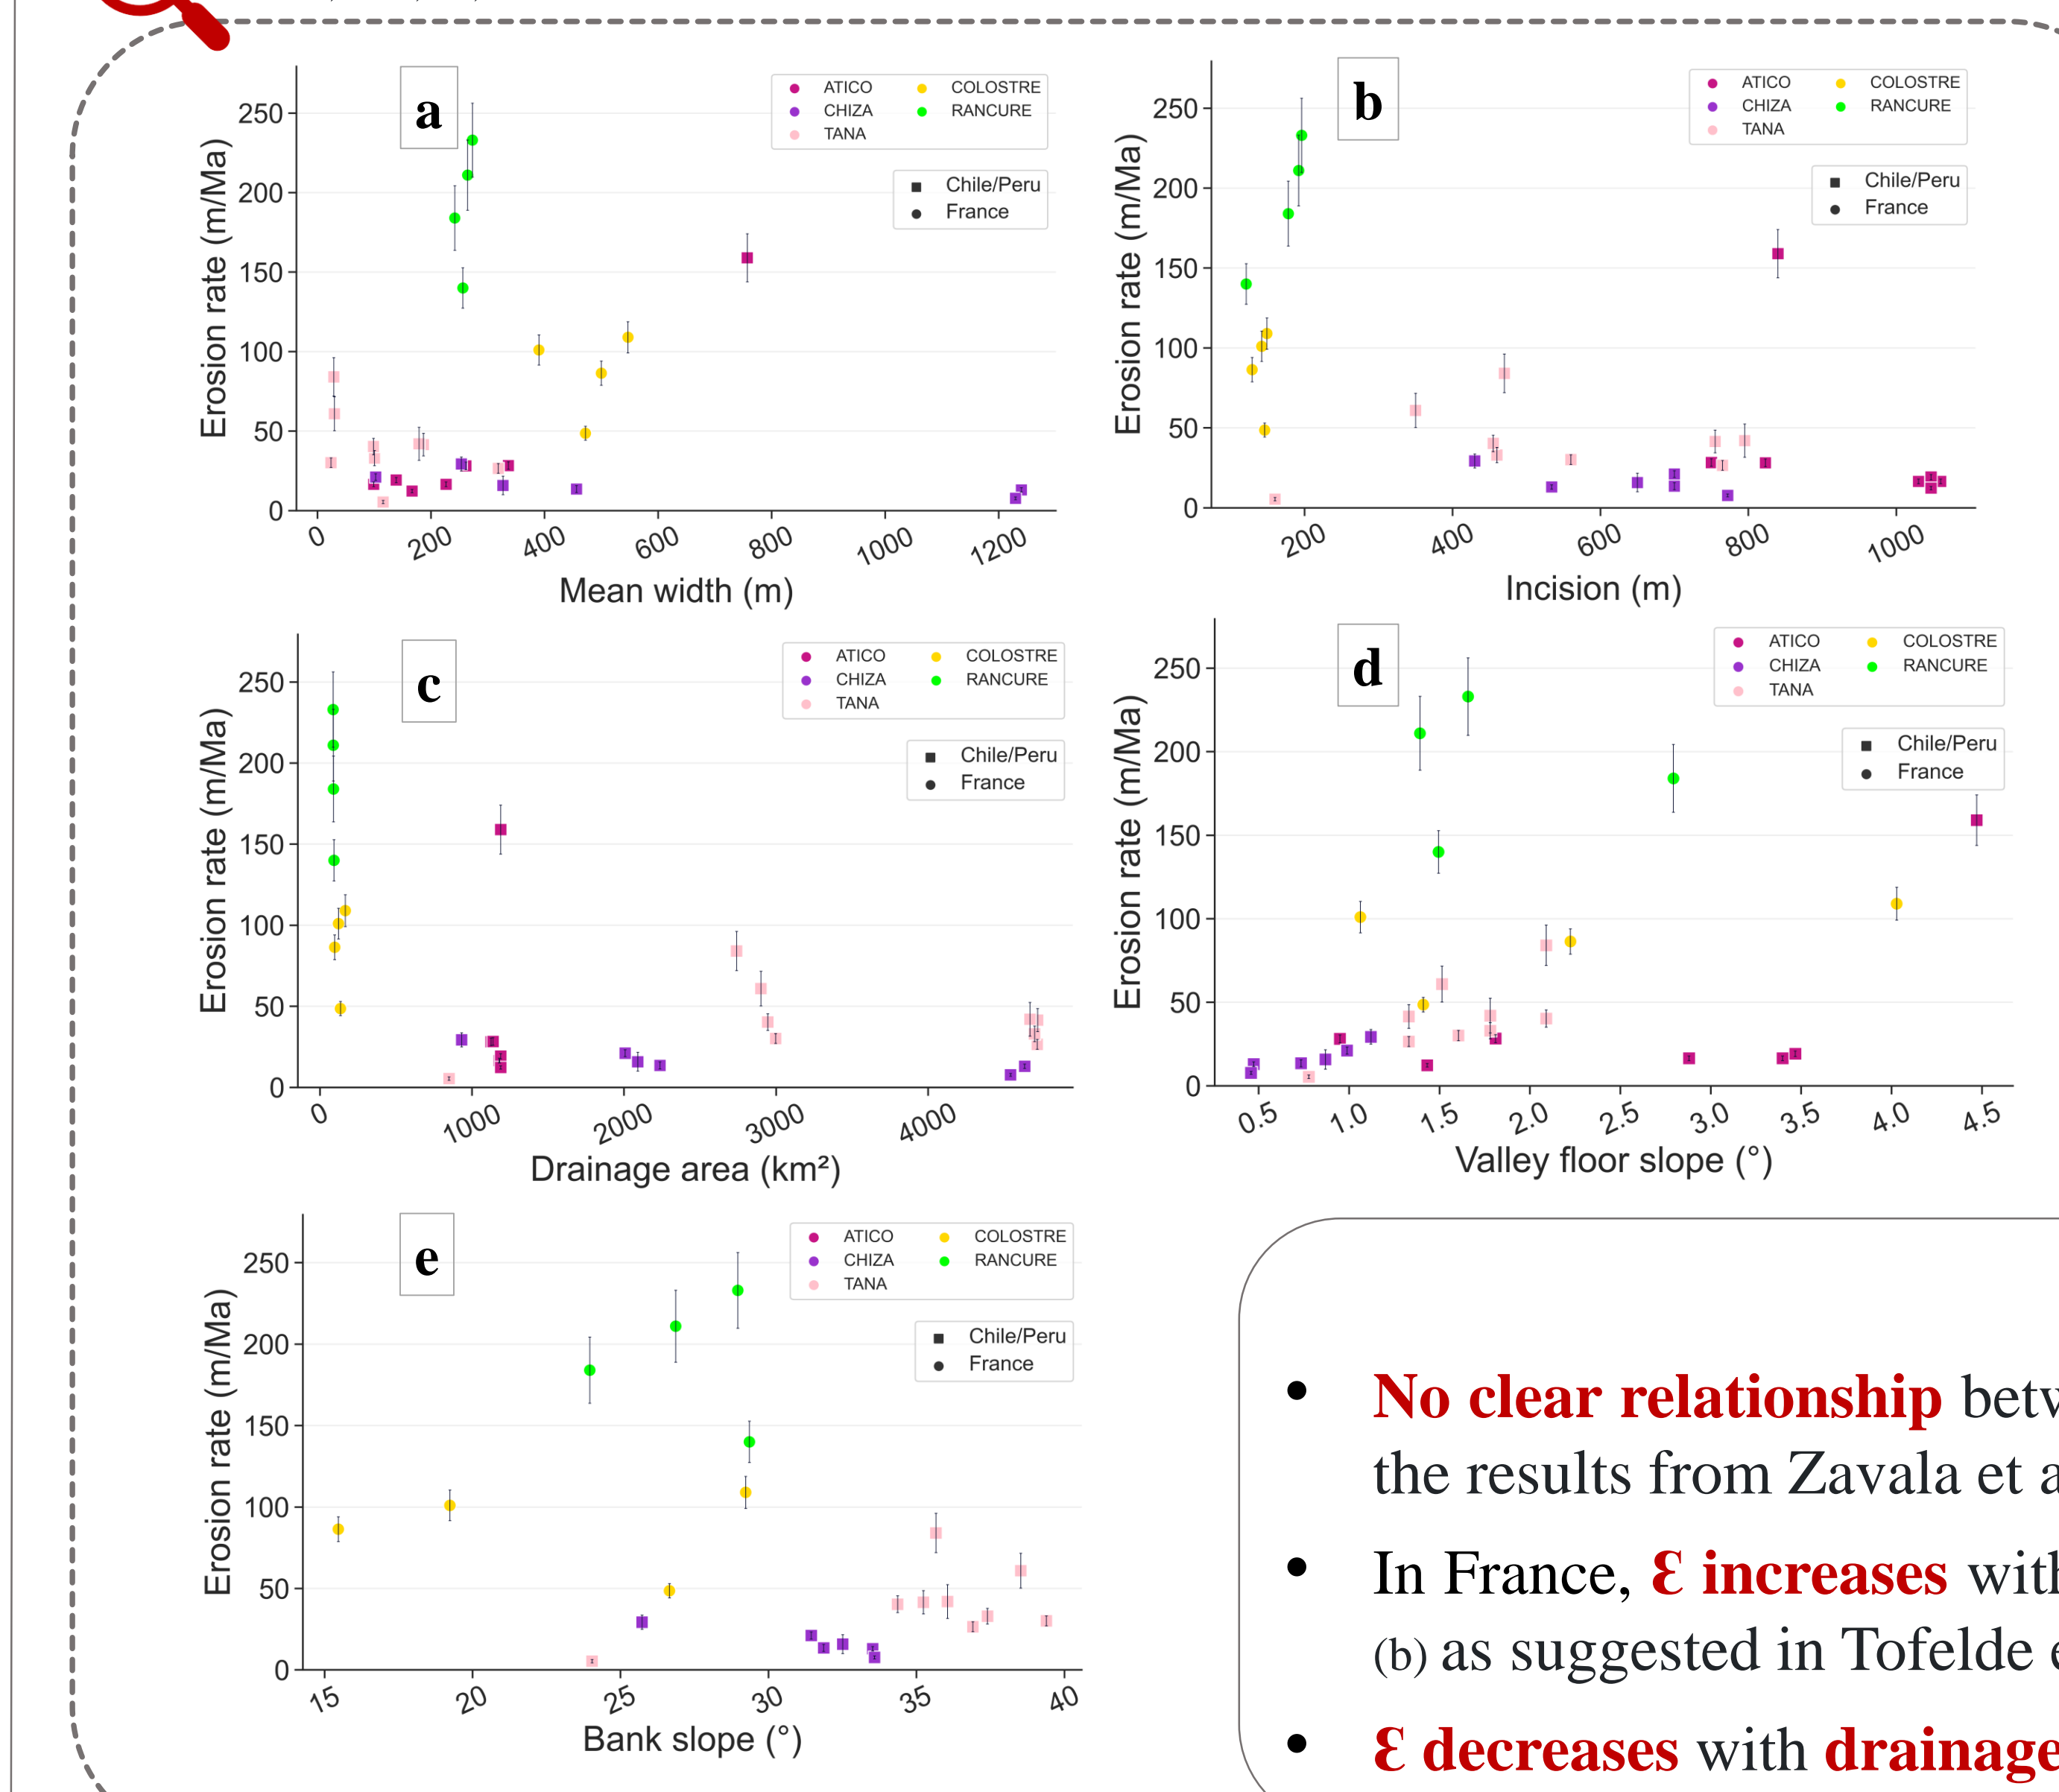 a
ATICO
COLOSTRE
CHIZA
RANCURE
TANA
Chile/Peru
France
Erosion rate (m/Ma)
250
200
150
100
50
0
0 200 400 600 800 1000 1200
Mean width (m)
b
ATICO
COLOSTRE
CHIZA
RANCURE
TANA
Chile/Peru
France
Erosion rate (m/Ma)
250
200
150
100
50
0
200 400 600 800 1000
Incision (m)
c
ATICO
COLOSTRE
CHIZA
RANCURE
TANA
Chile/Peru
France
Erosion rate (m/Ma)
250
200
150
100
50
0
0 1000 2000 3000 4000
Drainage area (km²)
d
ATICO
COLOSTRE
CHIZA
RANCURE
TANA
Chile/Peru
France
Erosion rate (m/Ma)
250
200
150
100
50
0
0.5 1.0 1.5 2.0 2.5 3.0 3.5 4.0 4.5
Valley floor slope (°)
e
ATICO
COLOSTRE
CHIZA
RANCURE
TANA
Chile/Peru
France
Erosion rate (m/Ma)
250
200
150
100
50
0
15 20 25 30 35 40
Bank slope (°)
• No clear relationship
the results from Zavala et
• In France, Ɛ increases
(b) as suggested in Tofelde
• Ɛ decreases with drainage